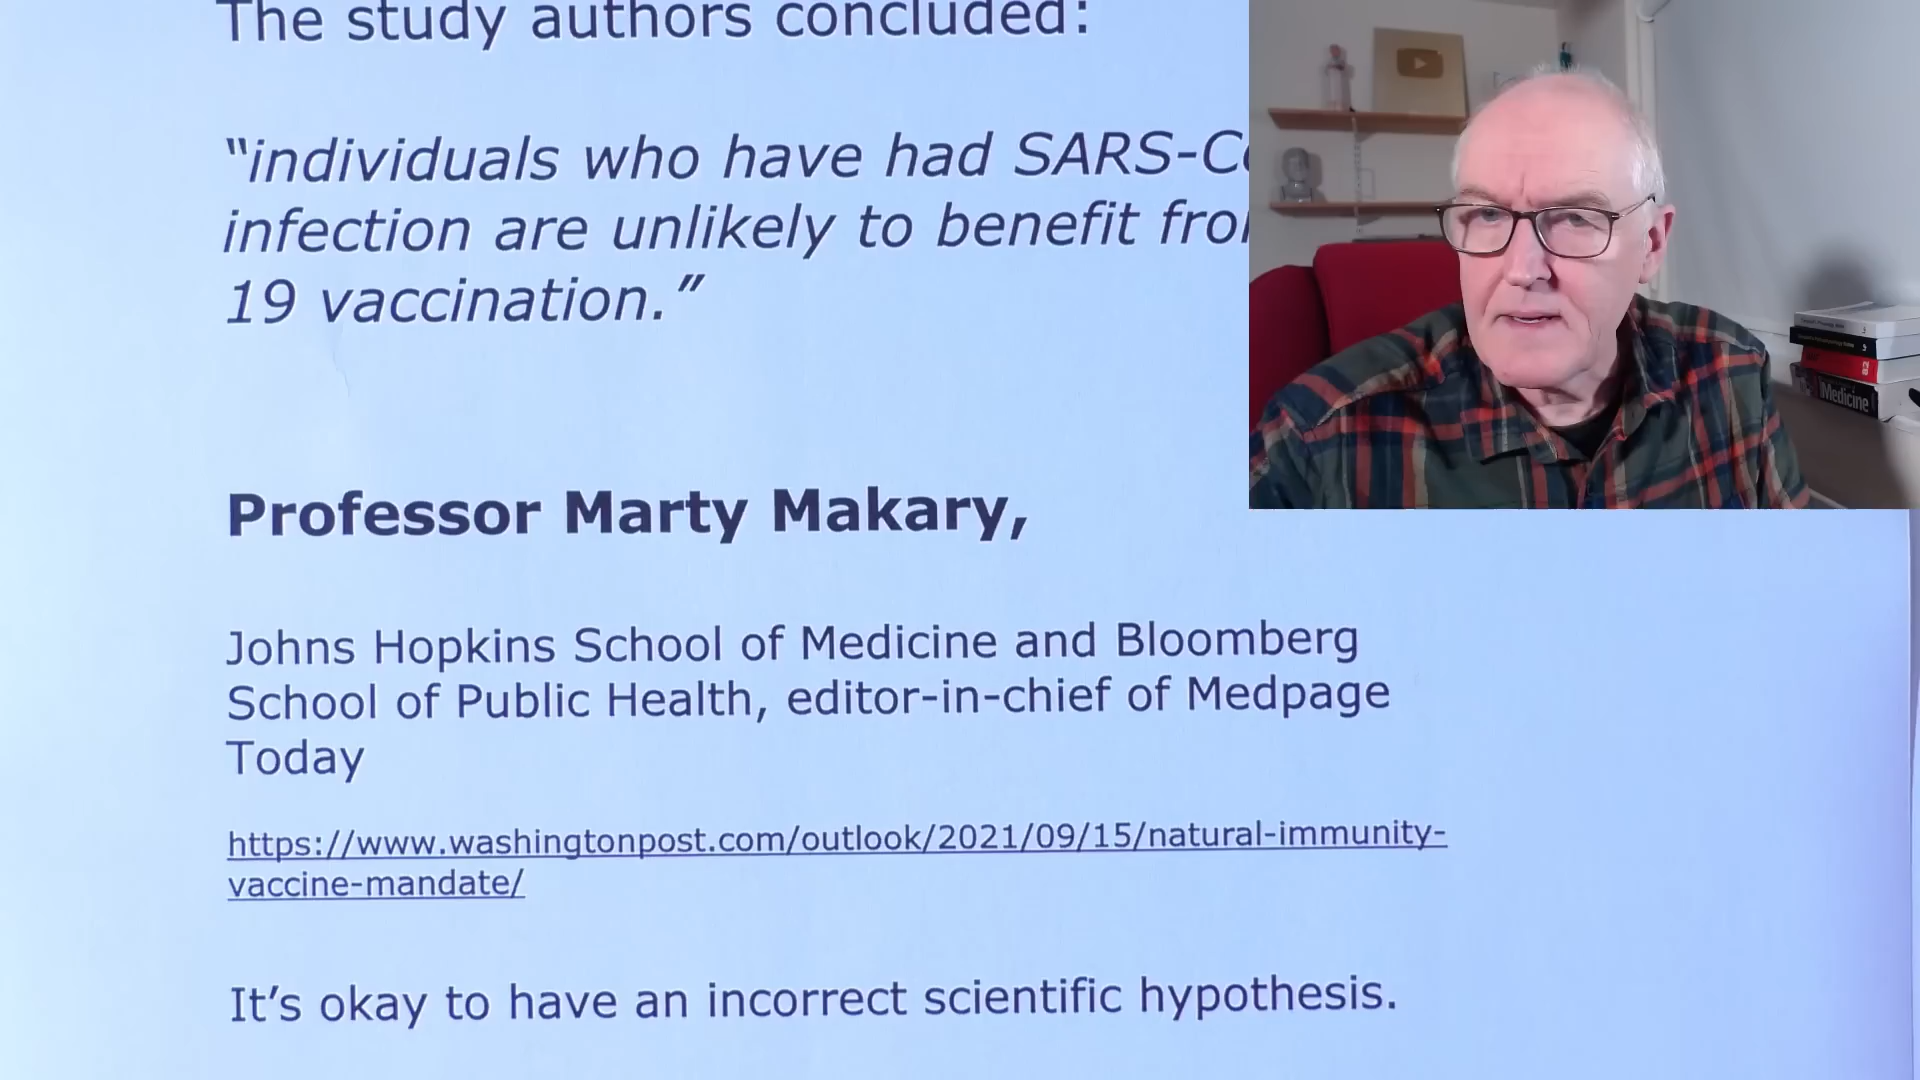 The study authors concluded:
“individuals who have had SARS-C
infection are unlikely to benefit fro
19 vaccination.”
Professor Marty Makary,
Johns Hopkins School of Medicine and Bloomberg
School of Public Health, editor-in-chief of Medpage
Today
https://www.washingtonpost.com/outlook/2021/09/15/natural-immunity-
vaccine-mandate/
It’s okay to have an incorrect scientific hypothesis.
82
Medicine